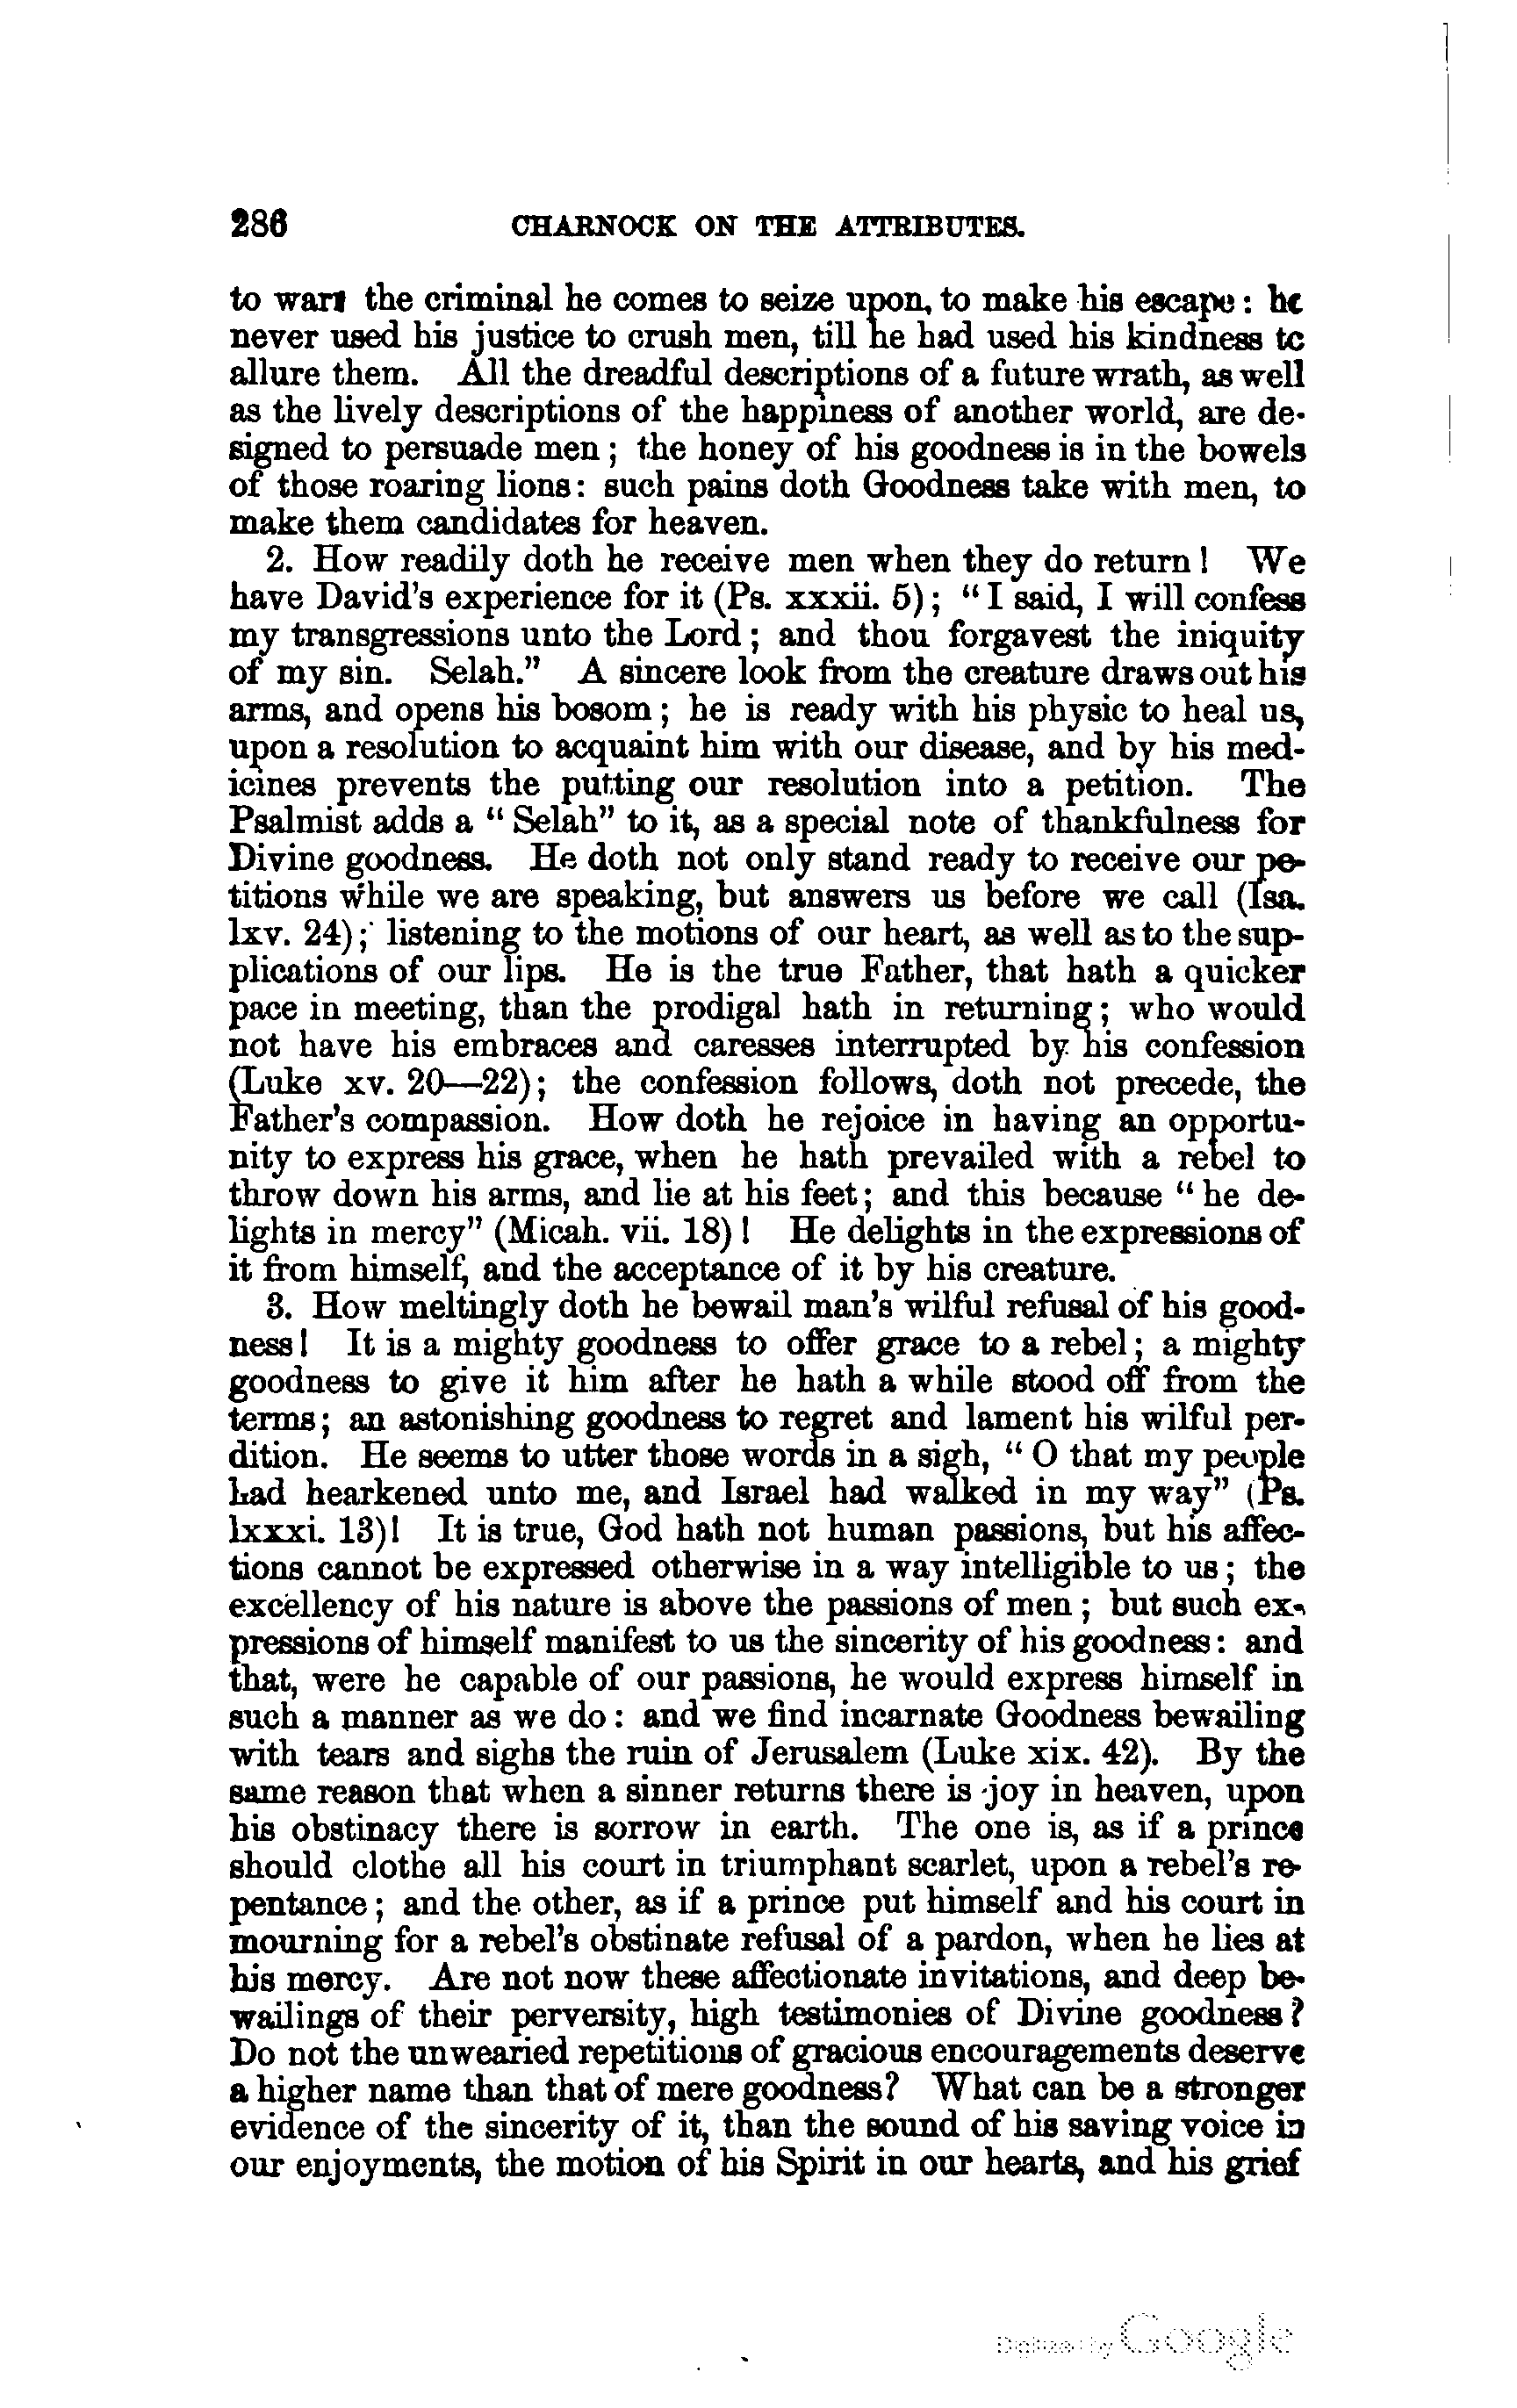 286 CHARNOCK ON THE ATTRIBUTES.
to warn the criminal he comes to seize upon, to make his escape: he
never used his justice to crush men, till he had used his kindness to
allure them. All the dreadful descriptions of a future wrath, as well
as the lively descriptions of the happiness of another world, are de-
signed to persuade men; the honey of his goodness is in the bowels
of those roaring lions: such pains doth Goodness take with men, to
make them candidates for heaven.
2. How readily doth he receive men when they do return! We
have David's experience for it (Ps. xxxii. 5); "I said, I will confess
my transgressions unto the Lord; and thou forgavest the iniquity
of my sin. Selah." A sincere look from the creature draws out his
arms, and opens his bosom; he is ready with his physic to heal us,
upon a resolution to acquaint him with our disease, and by his med-
icines prevents the putting our resolution into a petition. The
Psalmist adds a "Selah" to it, as a special note of thankfulness for
Divine goodness. He doth not only stand ready to receive our pe-
titions while we are speaking, but answers us before we call (Isa.
lxv. 24); listening to the motions of our heart, as well as to the sup-
plications of our lips. He is the true Father, that hath a quicker
pace in meeting, than the prodigal hath in returning; who would
not have his embraces and caresses interrupted by his confession
(Luke xv. 20—22); the confession follows, doth not precede, the
Father's compassion. How doth he rejoice in having an opportu-
nity to express his grace, when he hath prevailed with a rebel to
throw down his arms, and lie at his feet; and this because "he de-
lights in mercy" (Micah. vii. 18)! He delights in the expressions of
it from himself, and the acceptance of it by his creature.
3. How meltingly doth he bewail man's wilful refusal of his good-
ness! It is a mighty goodness to offer grace to a rebel; a mighty
goodness to give it him after he hath a while stood off from the
terms; an astonishing goodness to regret and lament his wilful per-
dition. He seems to utter those words in a sigh, "O that my people
had hearkened unto me, and Israel had walked in my way" (Ps.
lxxxi. 13)! It is true, God hath not human passions, but his affec-
tions cannot be expressed otherwise in a way intelligible to us; the
excellency of his nature is above the passions of men; but such ex-
pressions of himself manifest to us the sincerity of his goodness: and
that, were he capable of our passions, he would express himself in
such a manner as we do: and we find incarnate Goodness bewailing
with tears and sighs the ruin of Jerusalem (Luke xix. 42). By the
same reason that when a sinner returns there is joy in heaven, upon
his obstinacy there is sorrow in earth. The one is, as if a prince
should clothe all his court in triumphant scarlet, upon a rebel's re-
pentance; and the other, as if a prince put himself and his court in
mourning for a rebel's obstinate refusal of a pardon, when he lies at
his mercy. Are not now these affectionate invitations, and deep be-
wailings of their perversity, high testimonies of Divine goodness?
Do not the unwearied repetitions of gracious encouragements deserve
a higher name than that of mere goodness? What can be a stronger
evidence of the sincerity of it, than the sound of his saving voice in
our enjoyments, the motion of his Spirit in our hearts, and his grief
Digitized by Google